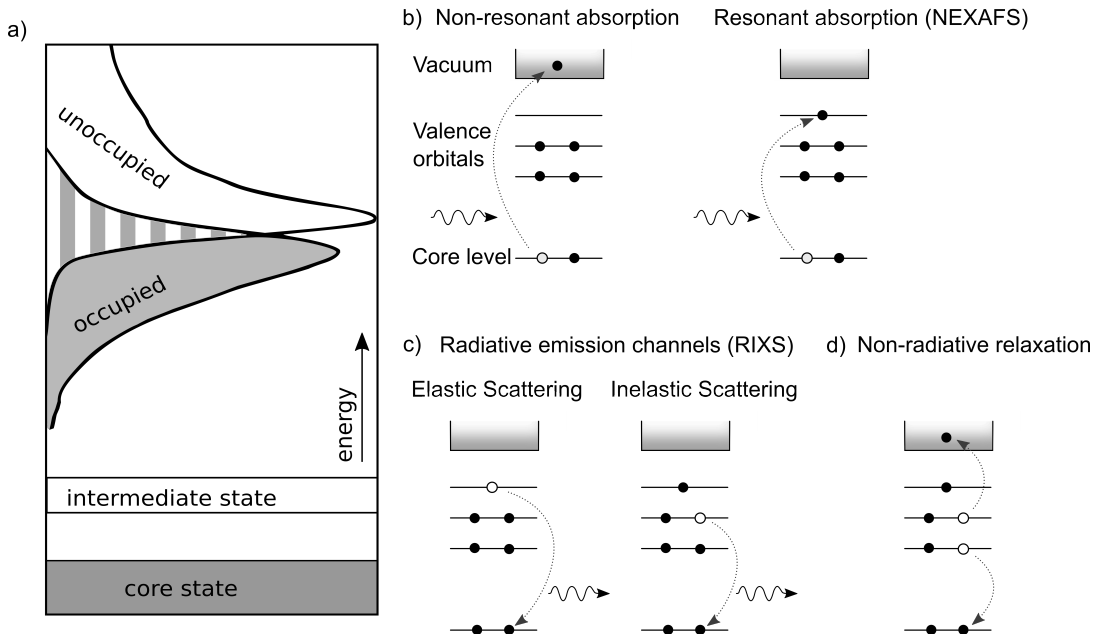 a)
unoccupied
occupied
energy
intermediate state
core state
b) Non-resonant absorption
Resonant absorption (NEXAFS)
Vacuum
Valence
orbitals
Core level
c) Radiative emission channels (RIXS)
Elastic Scattering
Inelastic Scattering
d) Non-radiative relaxation